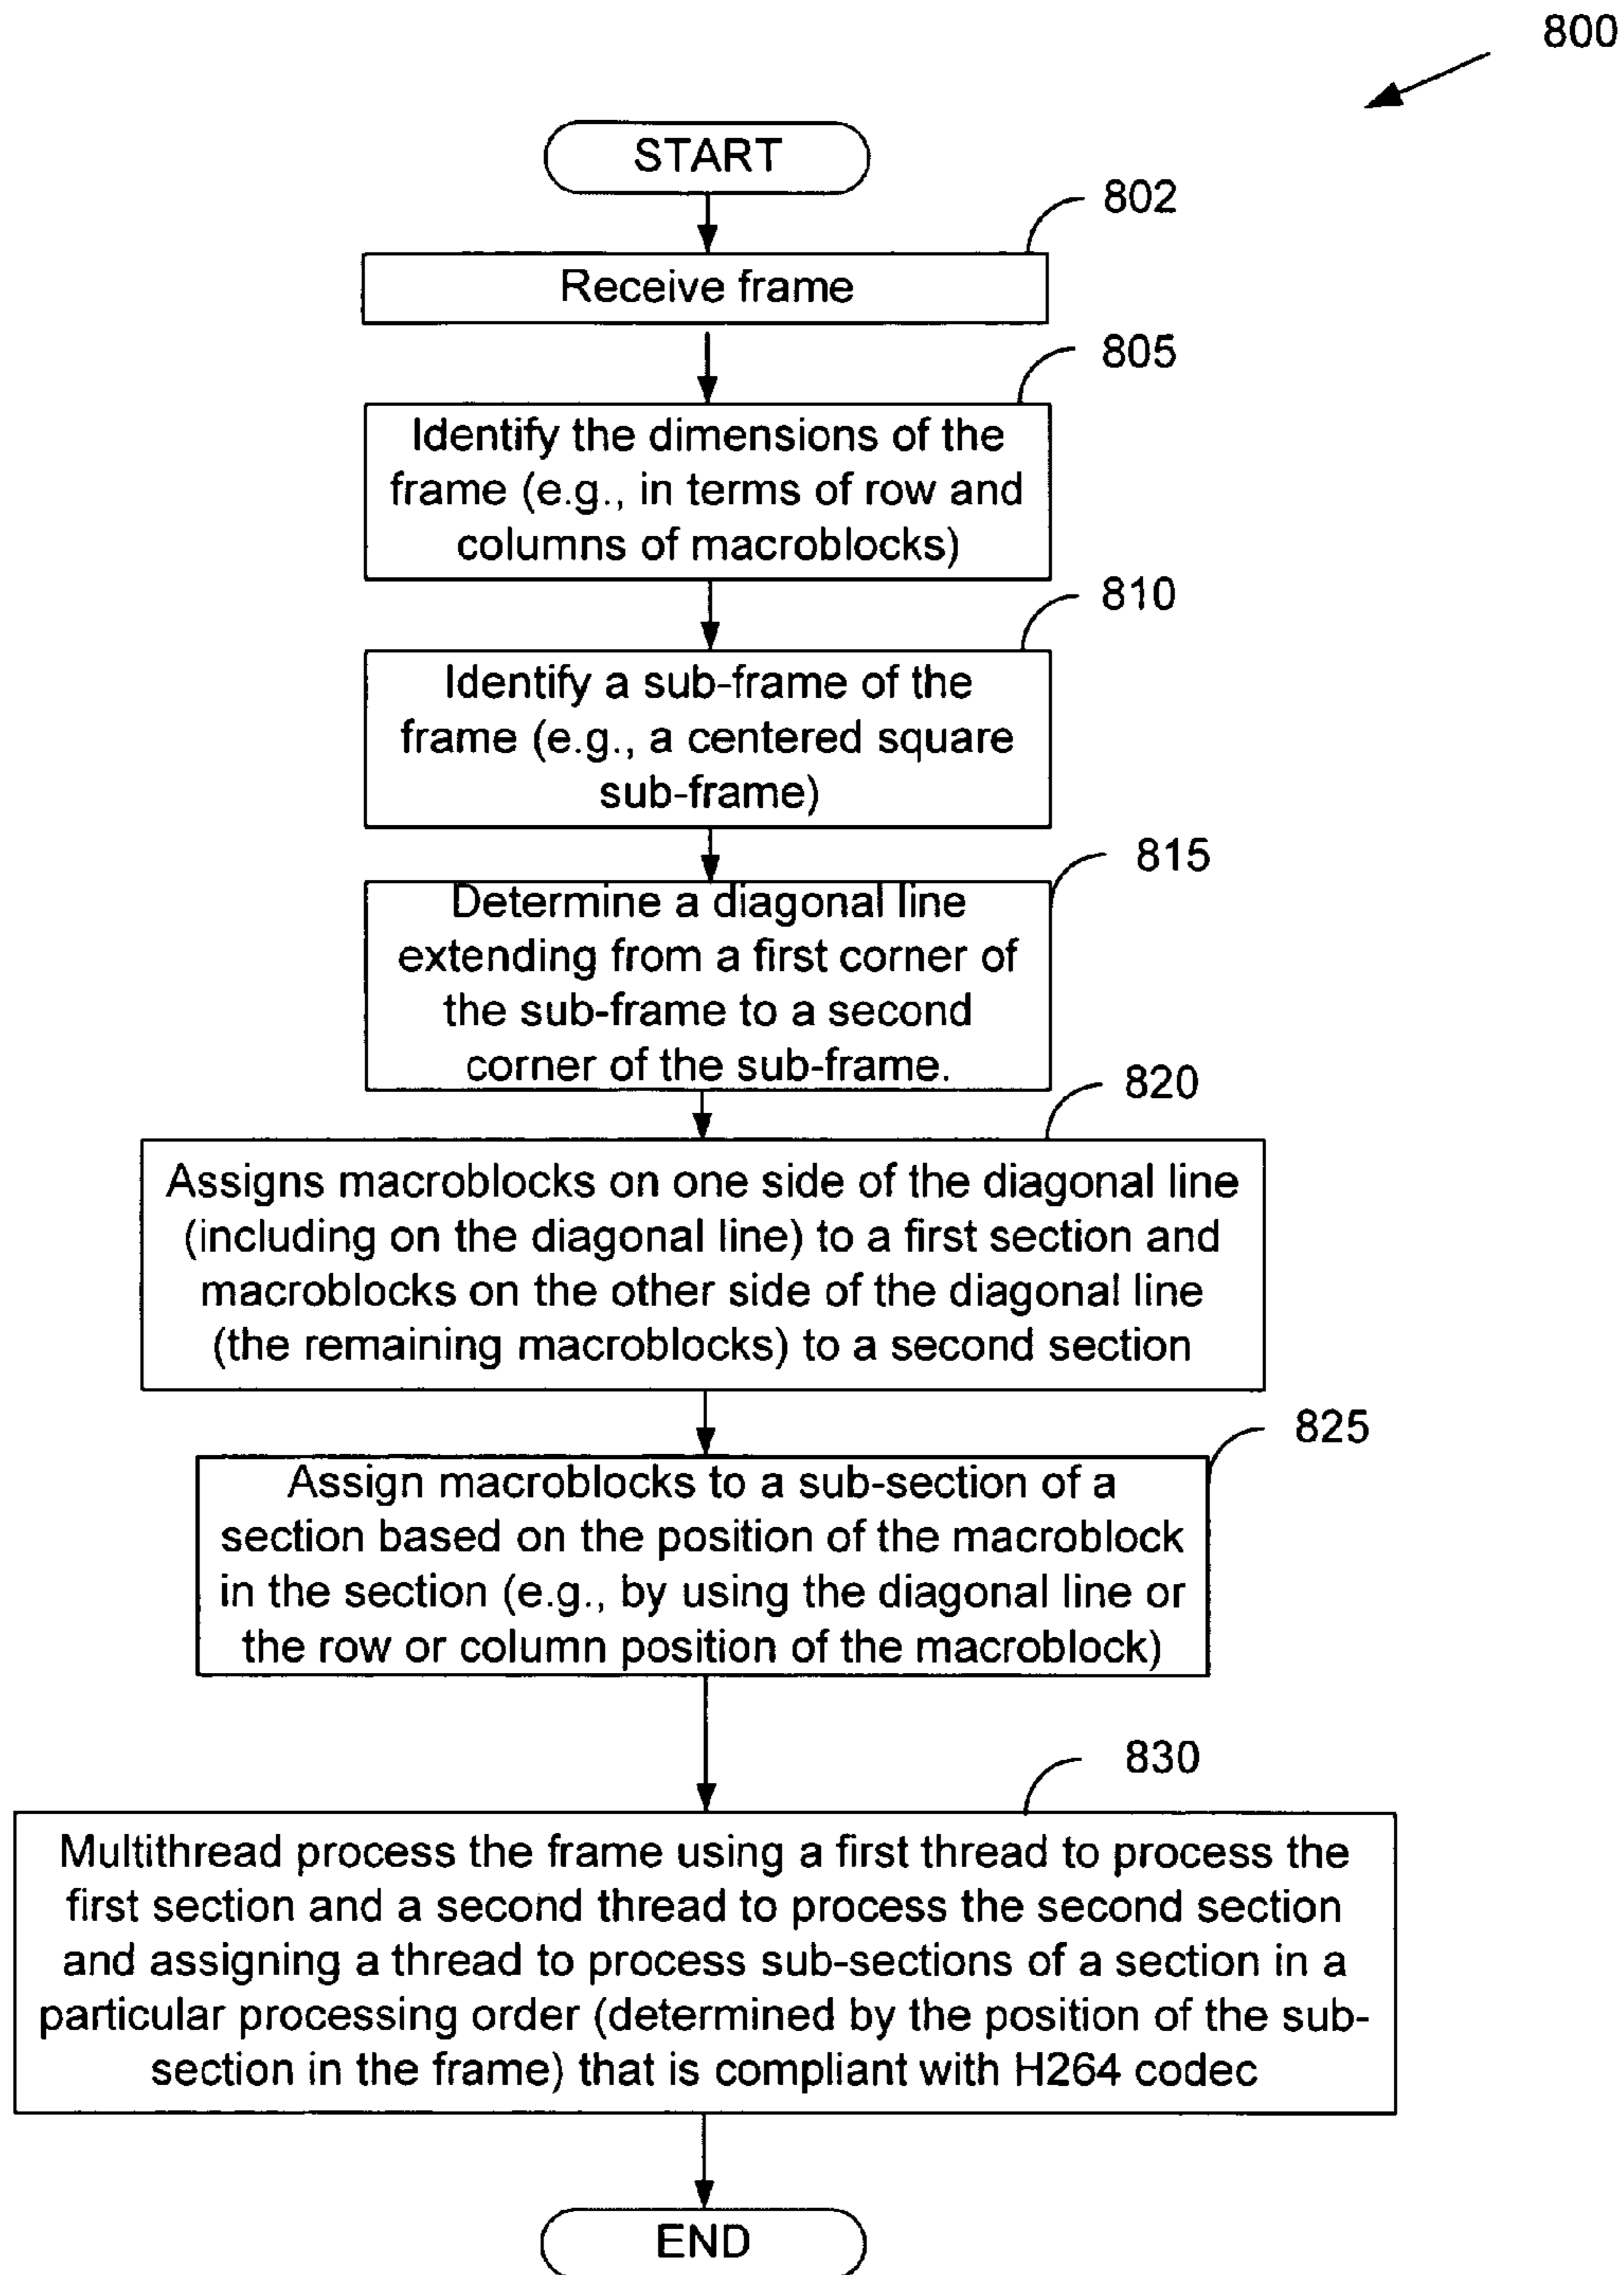 800
START
802
Receive frame
805
Identify the dimensions of the
frame (e.g., in terms of row and
columns of macroblocks)
810
Identify a sub-frame of the
frame (e.g., a centered square
sub-frame)
815
Determine a diagonal line
extending from a first corner of
the sub-frame to a second
corner of the sub-frame.
820
Assigns macroblocks on one side of the diagonal line
(including on the diagonal line) to a first section and
macroblocks on the other side of the diagonal line
(the remaining macroblocks) to a second section
825
Assign macroblocks to a sub-section of a
section based on the position of the macroblock
in the section (e.g., by using the diagonal line or
the row or column position of the macroblock)
830
Multithread process the frame using a first thread to process the
first section and a second thread to process the second section
and assigning a thread to process sub-sections of a section in a
particular processing order (determined by the position of the sub-
section in the frame) that is compliant with H264 codec
END